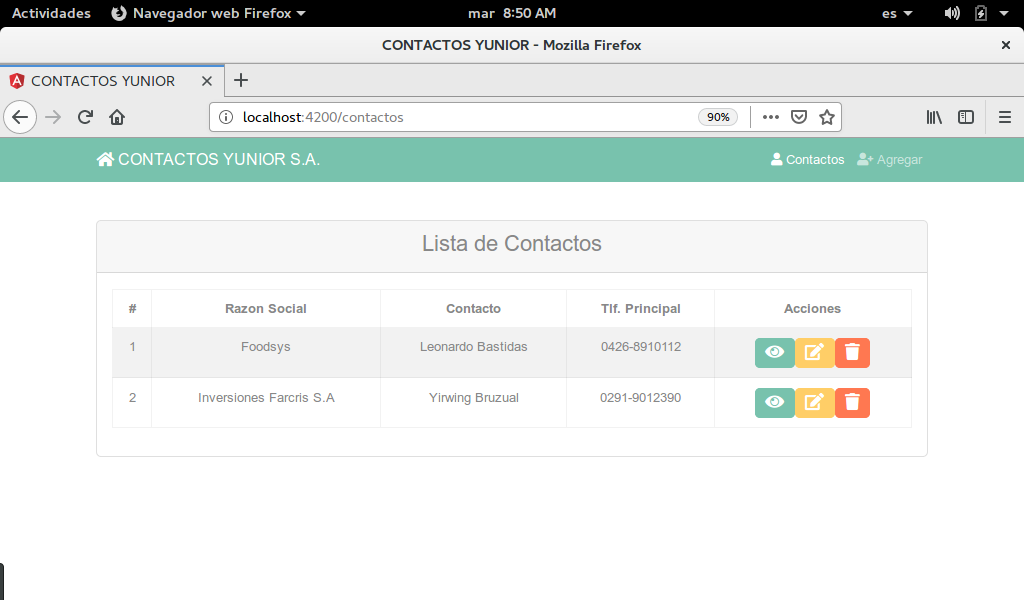 Actividades Navegador web Firefox mar 8:50 AM es
CONTACTOS YUNIOR - Mozilla Firefox
CONTACTOS YUNIOR
localhost:4200/contactos 90%
CONTACTOS YUNIOR S.A. Contactos Agregar
Lista de Contactos
# Razon Social Contacto Tlf. Principal Acciones
1 Foodsys Leonardo Bastidas 0426-8910112
2 Inversiones Farcris S.A Yirwing Bruzual 0291-9012390